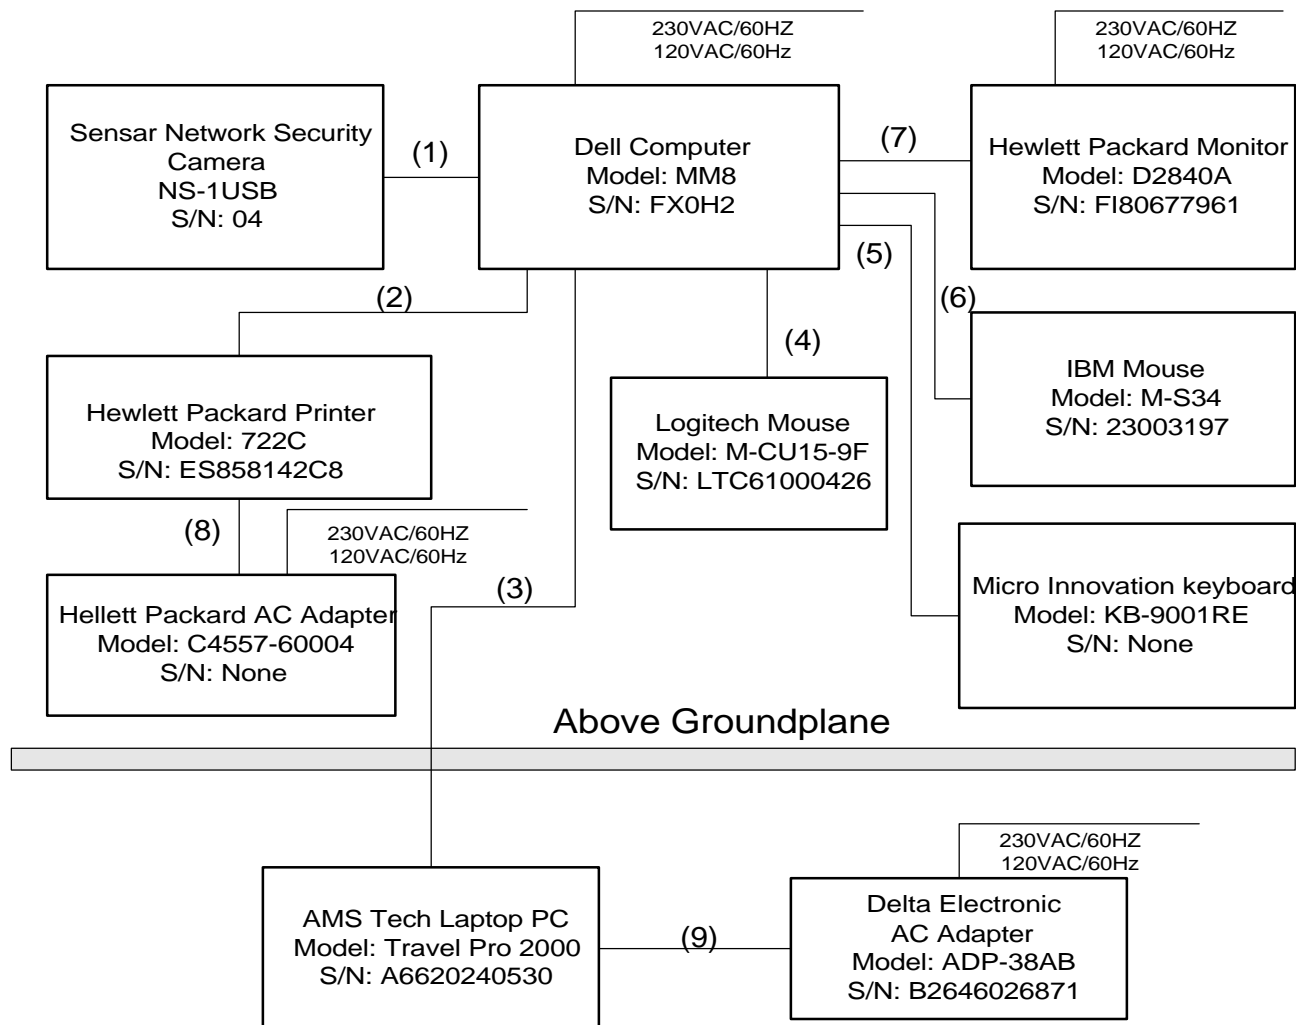 230VAC/60HZ
120VAC/60Hz
230VAC/60HZ
120VAC/60Hz
Sensar Network Security
Camera
NS-1USB
S/N: 04
(1)
Dell Computer
Model: MM8
S/N: FX0H2
(7)
Hewlett Packard Monitor
Model: D2840A
S/N: FI80677961
(5)
(6)
(2)
(4)
IBM Mouse
Model: M-S34
S/N: 23003197
Hewlett Packard Printer
Model: 722C
S/N: ES858142C8
Logitech Mouse
Model: M-CU15-9F
S/N: LTC61000426
(8)
230VAC/60HZ
120VAC/60Hz
(3)
Hellett Packard AC Adapter
Model: C4557-60004
S/N: None
Micro Innovation keyboard
Model: KB-9001RE
S/N: None
Above Groundplane
230VAC/60HZ
120VAC/60Hz
AMS Tech Laptop PC
Model: Travel Pro 2000
S/N: A6620240530
(9)
Delta Electronic
AC Adapter
Model: ADP-38AB
S/N: B2646026871